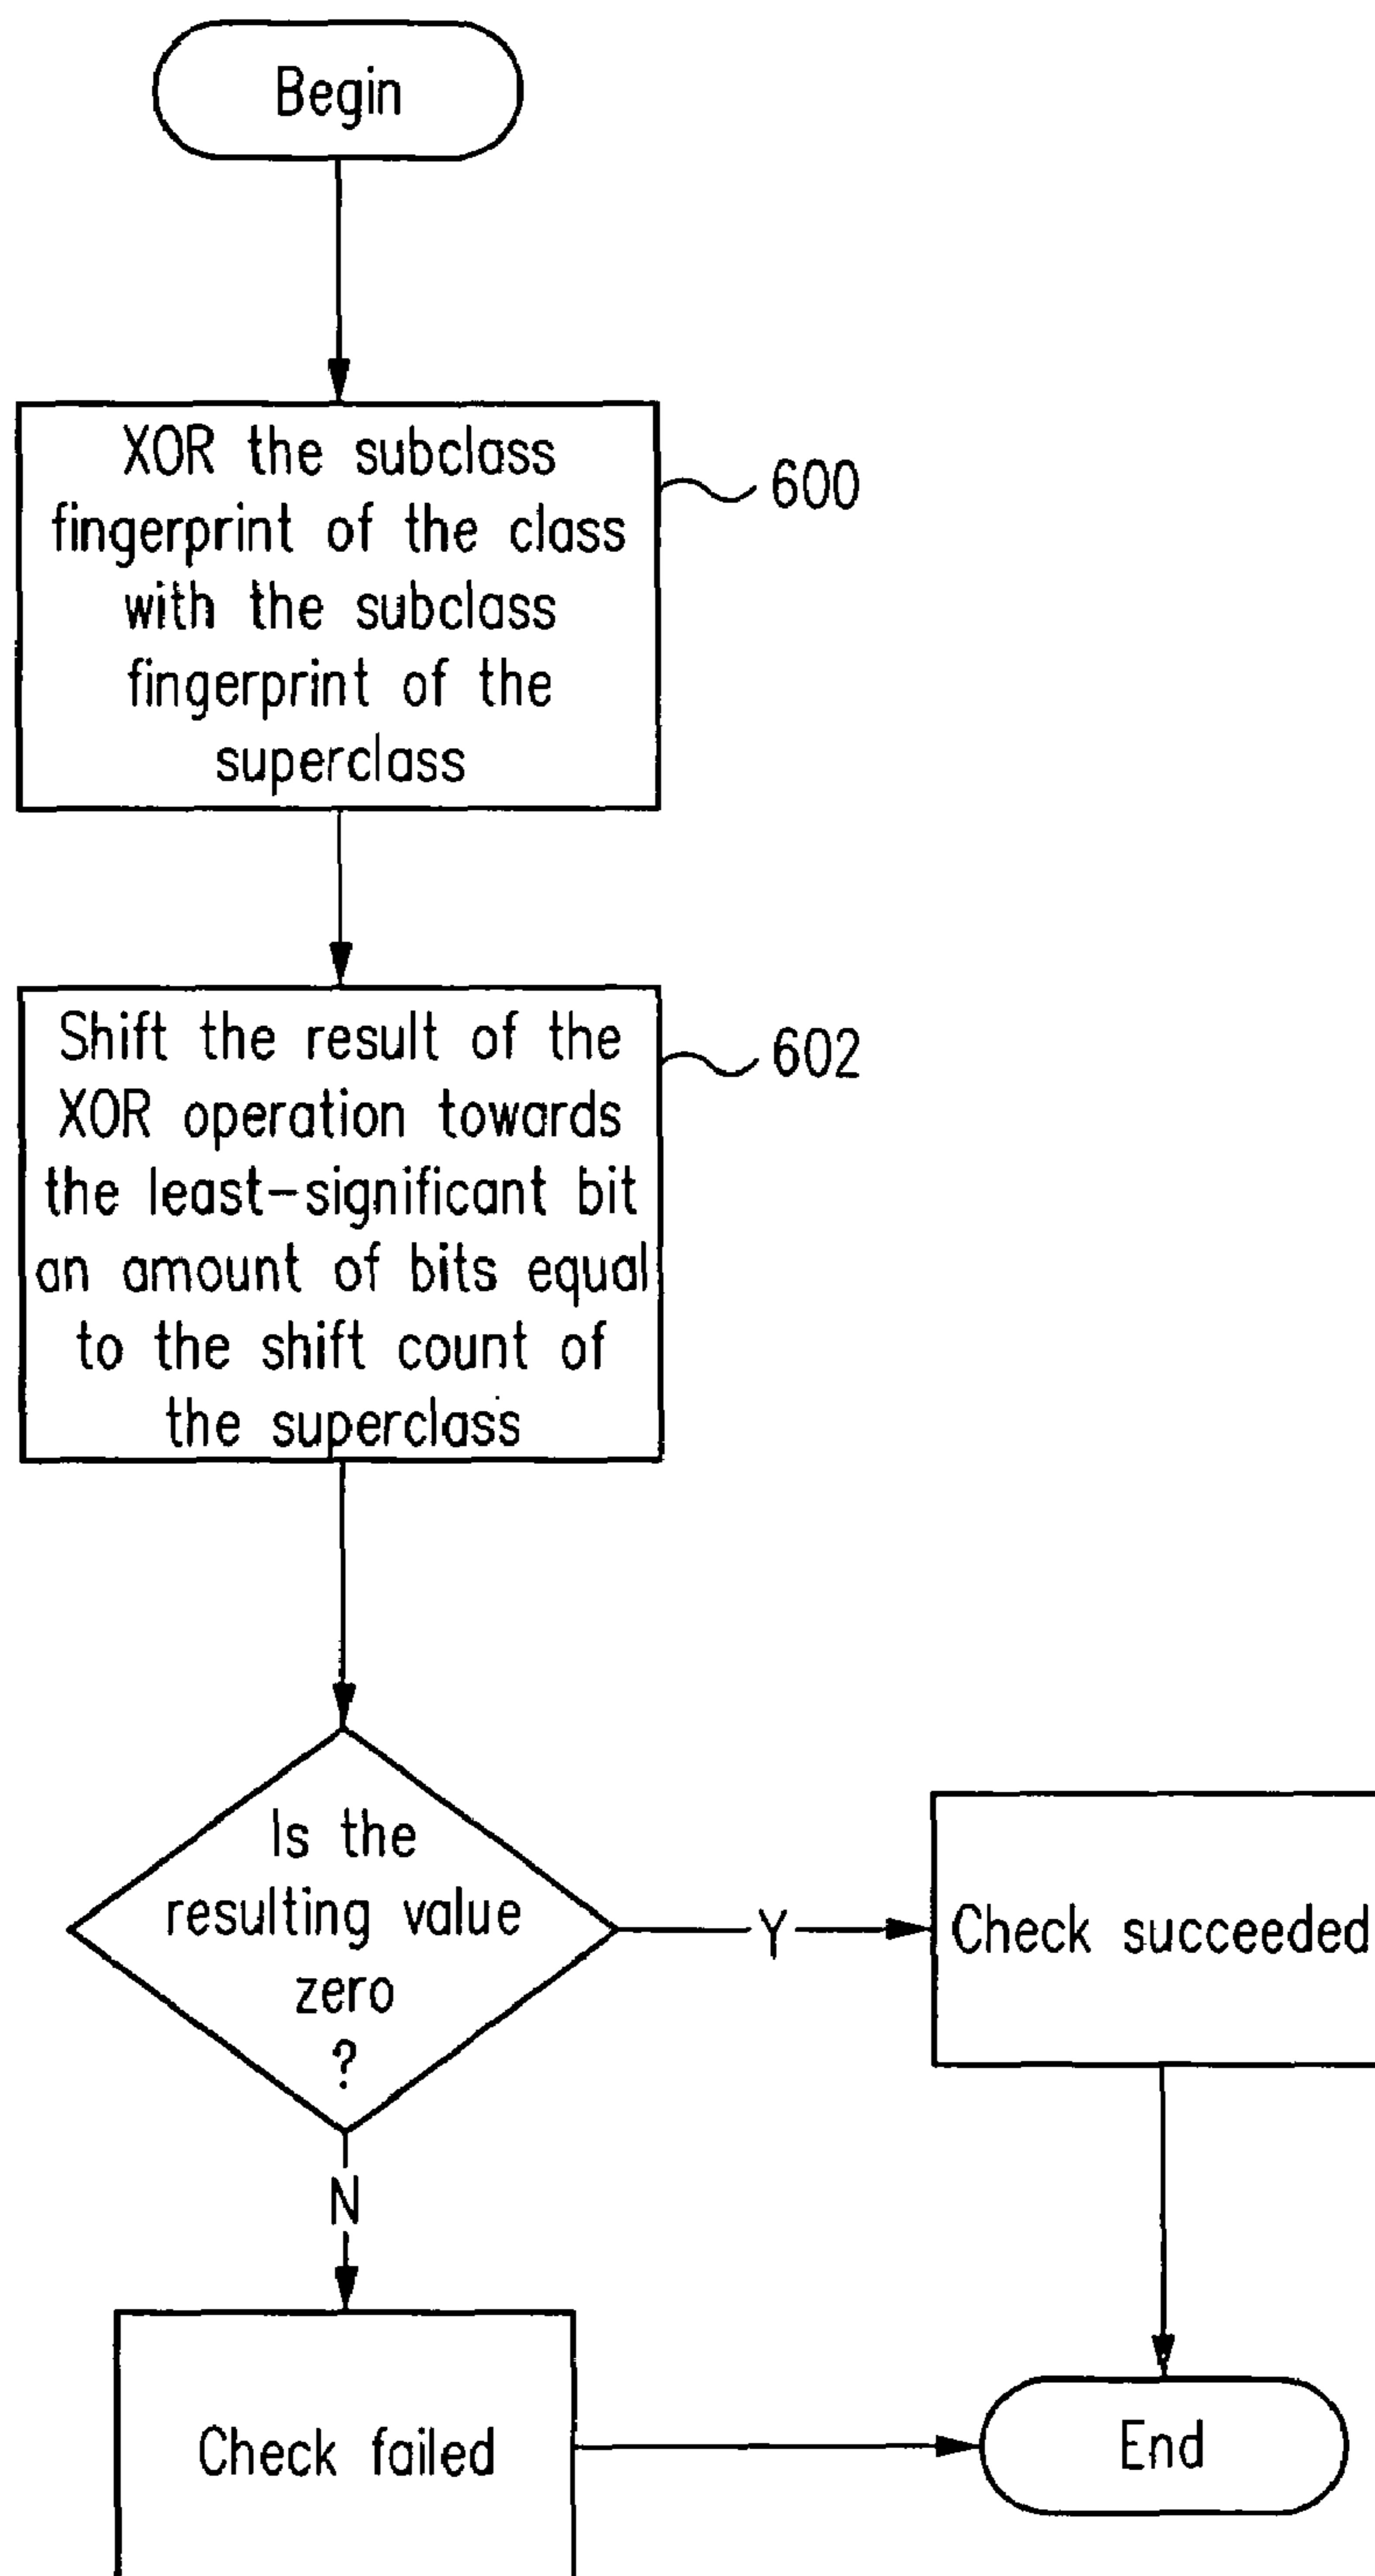 Begin
XOR the subclass
fingerprint of the class
with the subclass
fingerprint of the
superclass
600
Shift the result of the
XOR operation towards
the least-significant bit
an amount of bits equal
to the shift count of
the superclass
602
Is the
resulting value
zero
?
Y
Check succeeded
N
Check failed
End